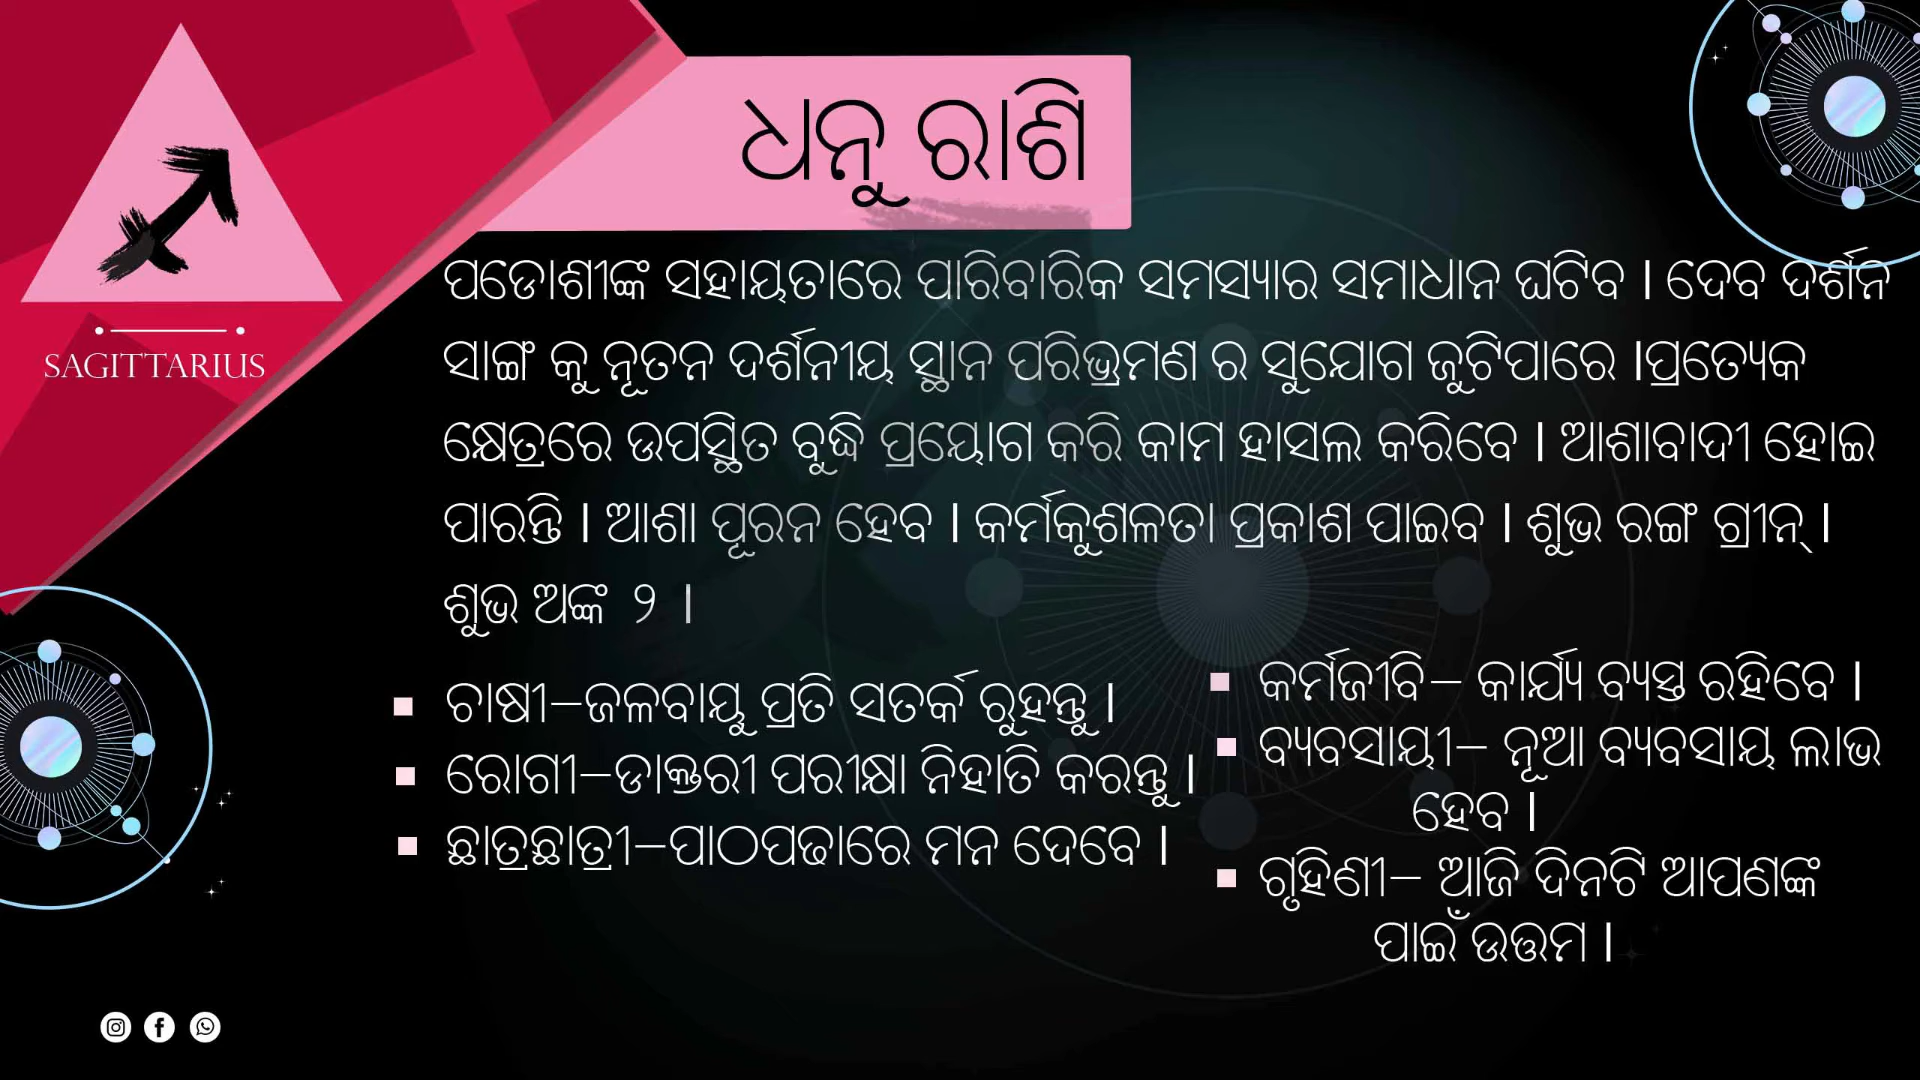 ଧନୁ ରାଶି
SAGITTARIUS
ପଡୋଶୀଙ୍କ ସହାୟତାରେ ପାରିବାରିକ ସମସ୍ୟାର ସମାଧାନ ଘଟିବ । ଦେବ ଦର୍ଶନ
ସାଙ୍ଗ କୁ ନୂତନ ଦର୍ଶନୀୟ ସ୍ଥାନ ପରିଭ୍ରମଣ ର ସୁଯୋଗ ଜୁଟିପାରେ ।ପ୍ରତ୍ୟେକ
କ୍ଷେତ୍ରରେ ଉପସ୍ଥିତ ବୁଦ୍ଧି ପ୍ରୟୋଗ କରି କାମ ହାସଲ କରିବେ । ଆଶାବାଦୀ ହୋଇ
ପାରନ୍ତି । ଆଶା ପୂରନ ହେବ । କର୍ମକୁଶଳତା ପ୍ରକାଶ ପାଇବ । ଶୁଭ ରଙ୍ଗ ଗ୍ରୀନ୍ ।
ଶୁଭ ଅଙ୍କ ୨ ।
▪ ଚାଷୀ–ଜଳବାୟୁ ପ୍ରତି ସତର୍କ ରୁହନ୍ତୁ ।
▪ ରୋଗୀ–ଡାକ୍ତରୀ ପରୀକ୍ଷା ନିହାତି କରନ୍ତୁ ।
▪ ଛାତ୍ରଛାତ୍ରୀ–ପାଠପଢାରେ ମନ ଦେବେ ।
▪ କର୍ମଜୀବି– କାର୍ଯ୍ୟ ବ୍ୟସ୍ତ ରହିବେ ।
▪ ବ୍ୟବସାୟୀ– ନୂଆ ବ୍ୟବସାୟ ଲାଭ
ହେବ ।
▪ ଗୃହିଣୀ– ଆଜି ଦିନଟି ଆପଣଙ୍କ
ପାଇଁ ଉତ୍ତମ ।